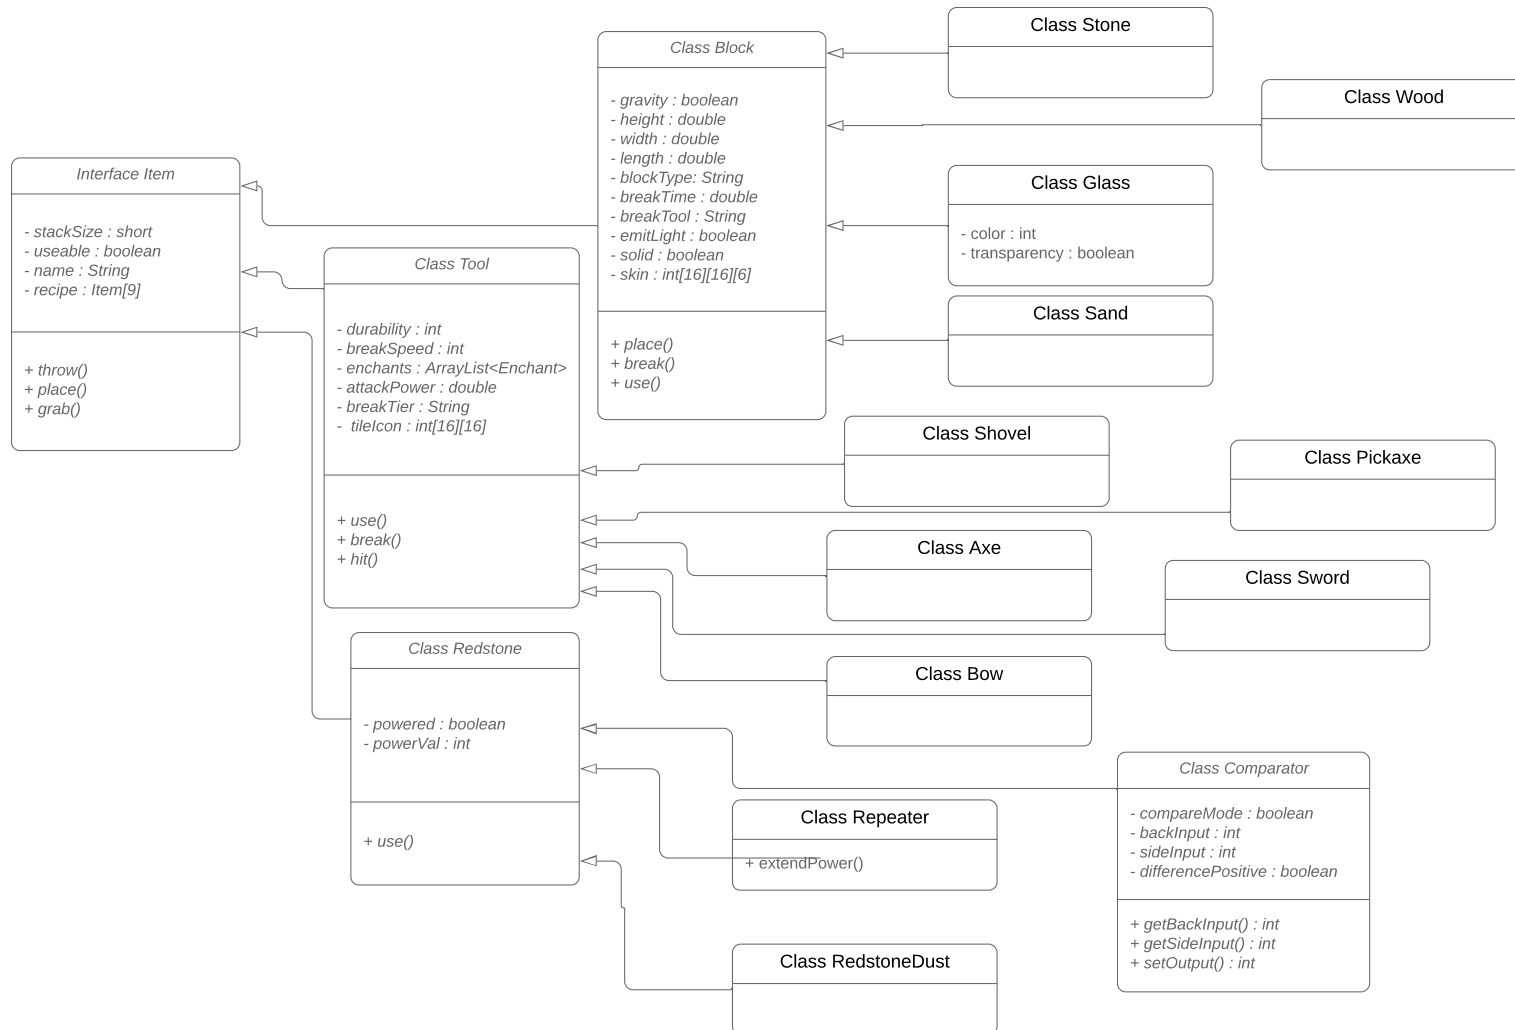 Interface Item
- stackSize : short
- useable : boolean
- name : String
- recipe : Item[9]
+ throw()
+ place()
+ grab()
Class Tool
- durability : int
- breakSpeed : int
- enchants : ArrayList<Enchant>
- attackPower : double
- breakTier : String
-  tileIcon : int[16][16]
+ use()
+ break()
+ hit()
Class Redstone
- powered : boolean
- powerVal : int
+ use()
Class Block
- gravity : boolean
- height : double
- width : double
- length : double
- blockType: String
- breakTime : double
- breakTool : String
- emitLight : boolean
- solid : boolean
- skin : int[16][16][6]
+ place()
+ break()
+ use()
Class Stone
Class Wood
Class Glass
- color : int
- transparency : boolean
Class Sand
Class Shovel
Class Pickaxe
Class Axe
Class Sword
Class Bow
Class Repeater
+ extendPower()
Class Comparator
- compareMode : boolean
- backInput : int
- sideInput : int
- differencePositive : boolean
+ getBackInput() : int
+ getSideInput() : int
+ setOutput() : int
Class RedstoneDust